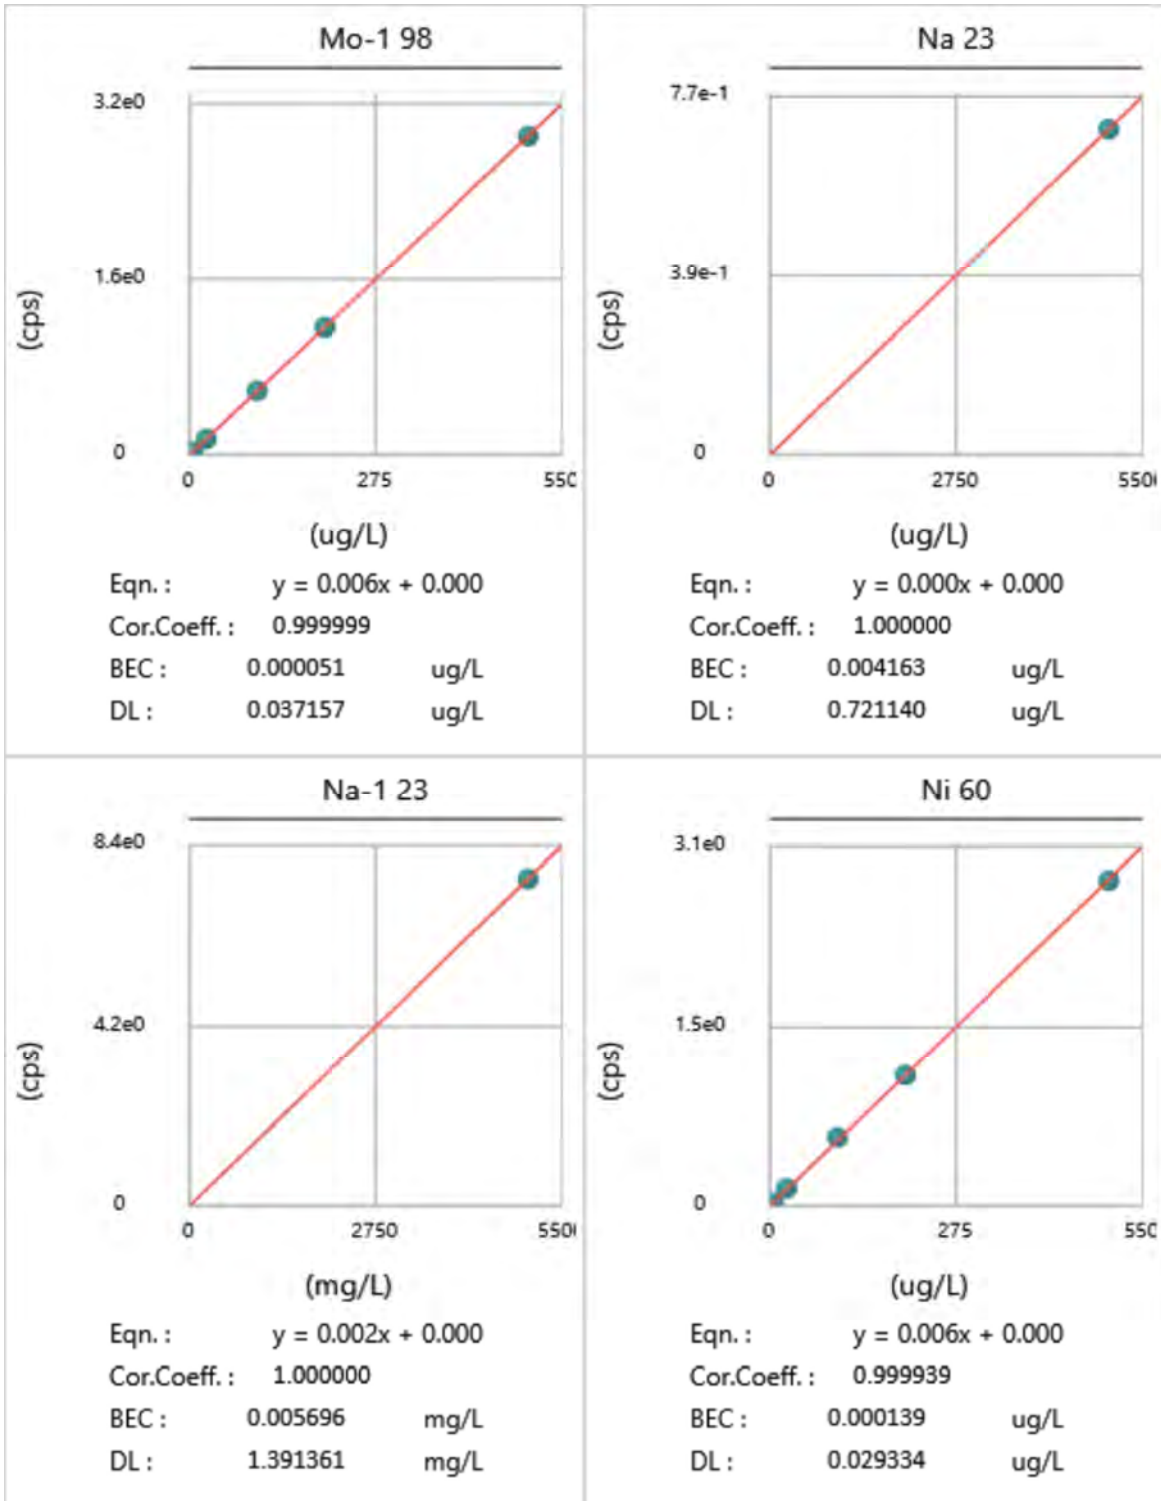 Mo-1 98
3.2e0
1.6e0
0
(cps)
0 275 550
(ug/L)
Eqn. : y = 0.006x + 0.000
Cor.Coeff. : 0.999999
BEC : 0.000051 ug/L
DL : 0.037157 ug/L
Na 23
7.7e-1
3.9e-1
0
(cps)
0 2750 550
(ug/L)
Eqn. : y = 0.000x + 0.000
Cor.Coeff. : 1.000000
BEC : 0.004163 ug/L
DL : 0.721140 ug/L
Na-1 23
8.4e0
4.2e0
0
(cps)
0 2750 550
(mg/L)
Eqn. : y = 0.002x + 0.000
Cor.Coeff. : 1.000000
BEC : 0.005696 mg/L
DL : 1.391361 mg/L
Ni 60
3.1e0
1.5e0
0
(cps)
0 275 550
(ug/L)
Eqn. : y = 0.006x + 0.000
Cor.Coeff. : 0.999939
BEC : 0.000139 ug/L
DL : 0.029334 ug/L